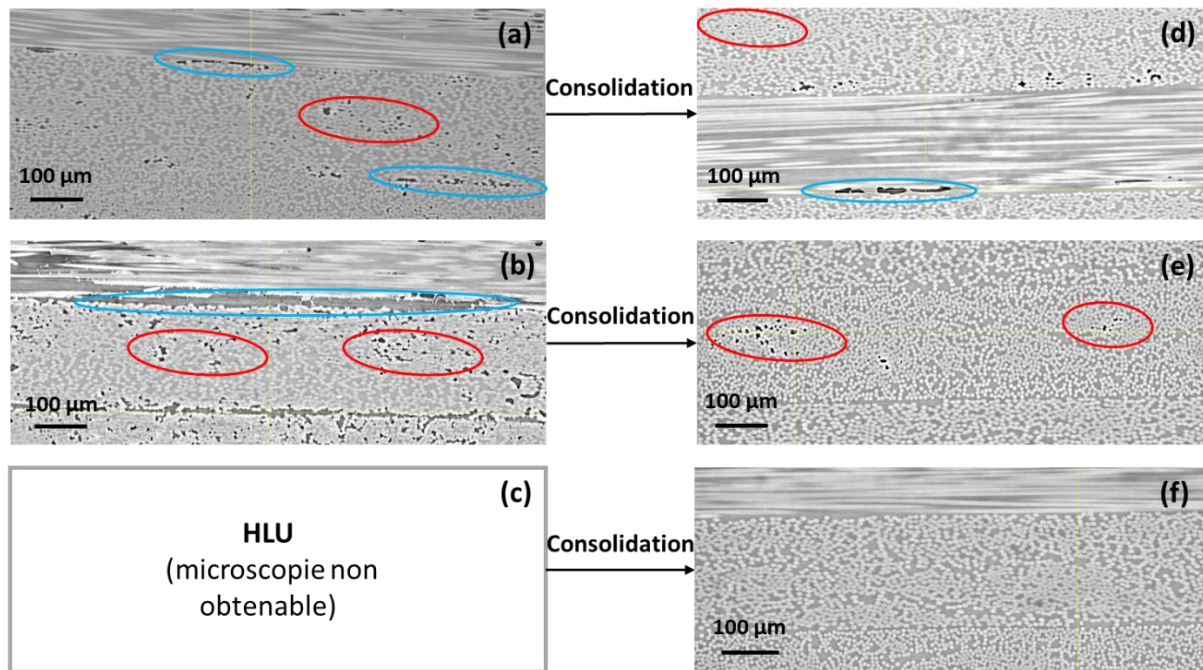 (a)
100 µm
Consolidation
(d)
100 µm
(b)
100 µm
Consolidation
(e)
100 µm
(c)
HLU
(microscopie non
obtenable)
Consolidation
(f)
100 µm